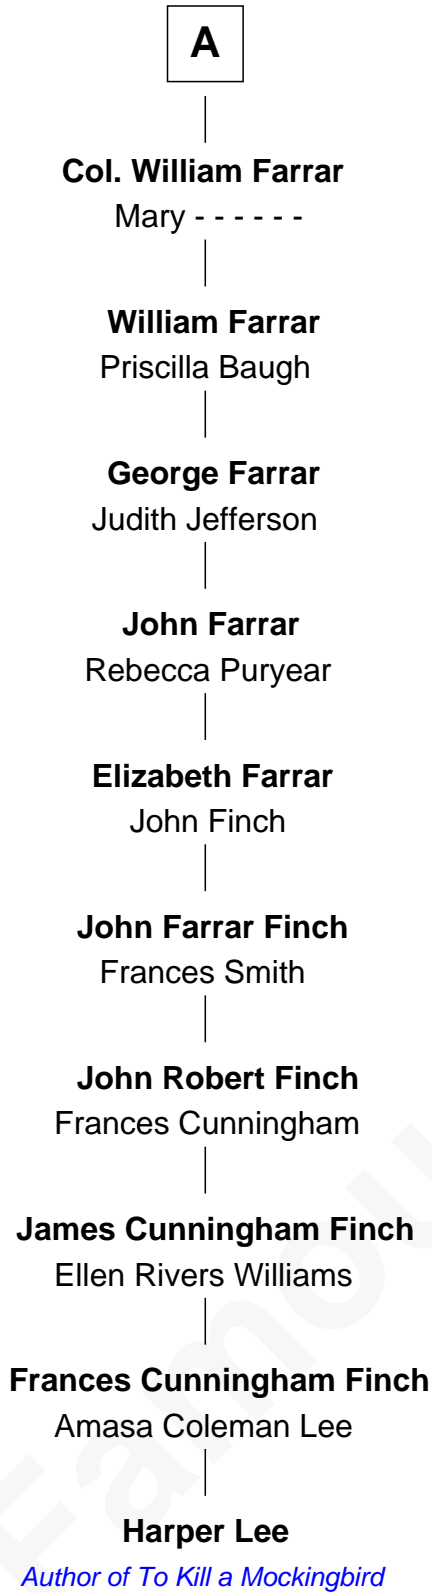 A
Col. William Farrar
Mary - - - - - -
William Farrar
Priscilla Baugh
George Farrar
Judith Jefferson
John Farrar
Rebecca Puryear
Elizabeth Farrar
John Finch
John Farrar Finch
Frances Smith
John Robert Finch
Frances Cunningham
James Cunningham Finch
Ellen Rivers Williams
Frances Cunningham Finch
Amasa Coleman Lee
Harper Lee
Author of To Kill a Mockingbird
Famou